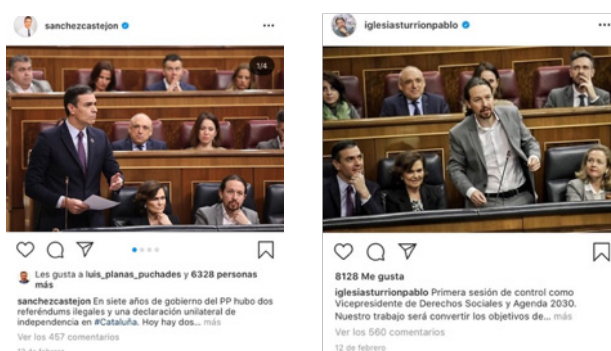 sanchezcastejon
1/4
Les gusta a luis_planas_puchades y 6328 personas
más
sanchezcastejon En siete años de gobierno del PP hubo dos
referéndums ilegales y una declaración unilateral de
independencia en #Cataluña. Hoy hay dos... más
Ver los 457 comentarios
12 de febrero
iglesiasturrionpablo
8128 Me gusta
iglesiasturrionpablo Primera sesión de control como
Vicepresidente de Derechos Sociales y Agenda 2030.
Nuestro trabajo será convertir los objetivos de... más
Ver los 560 comentarios
12 de febrero